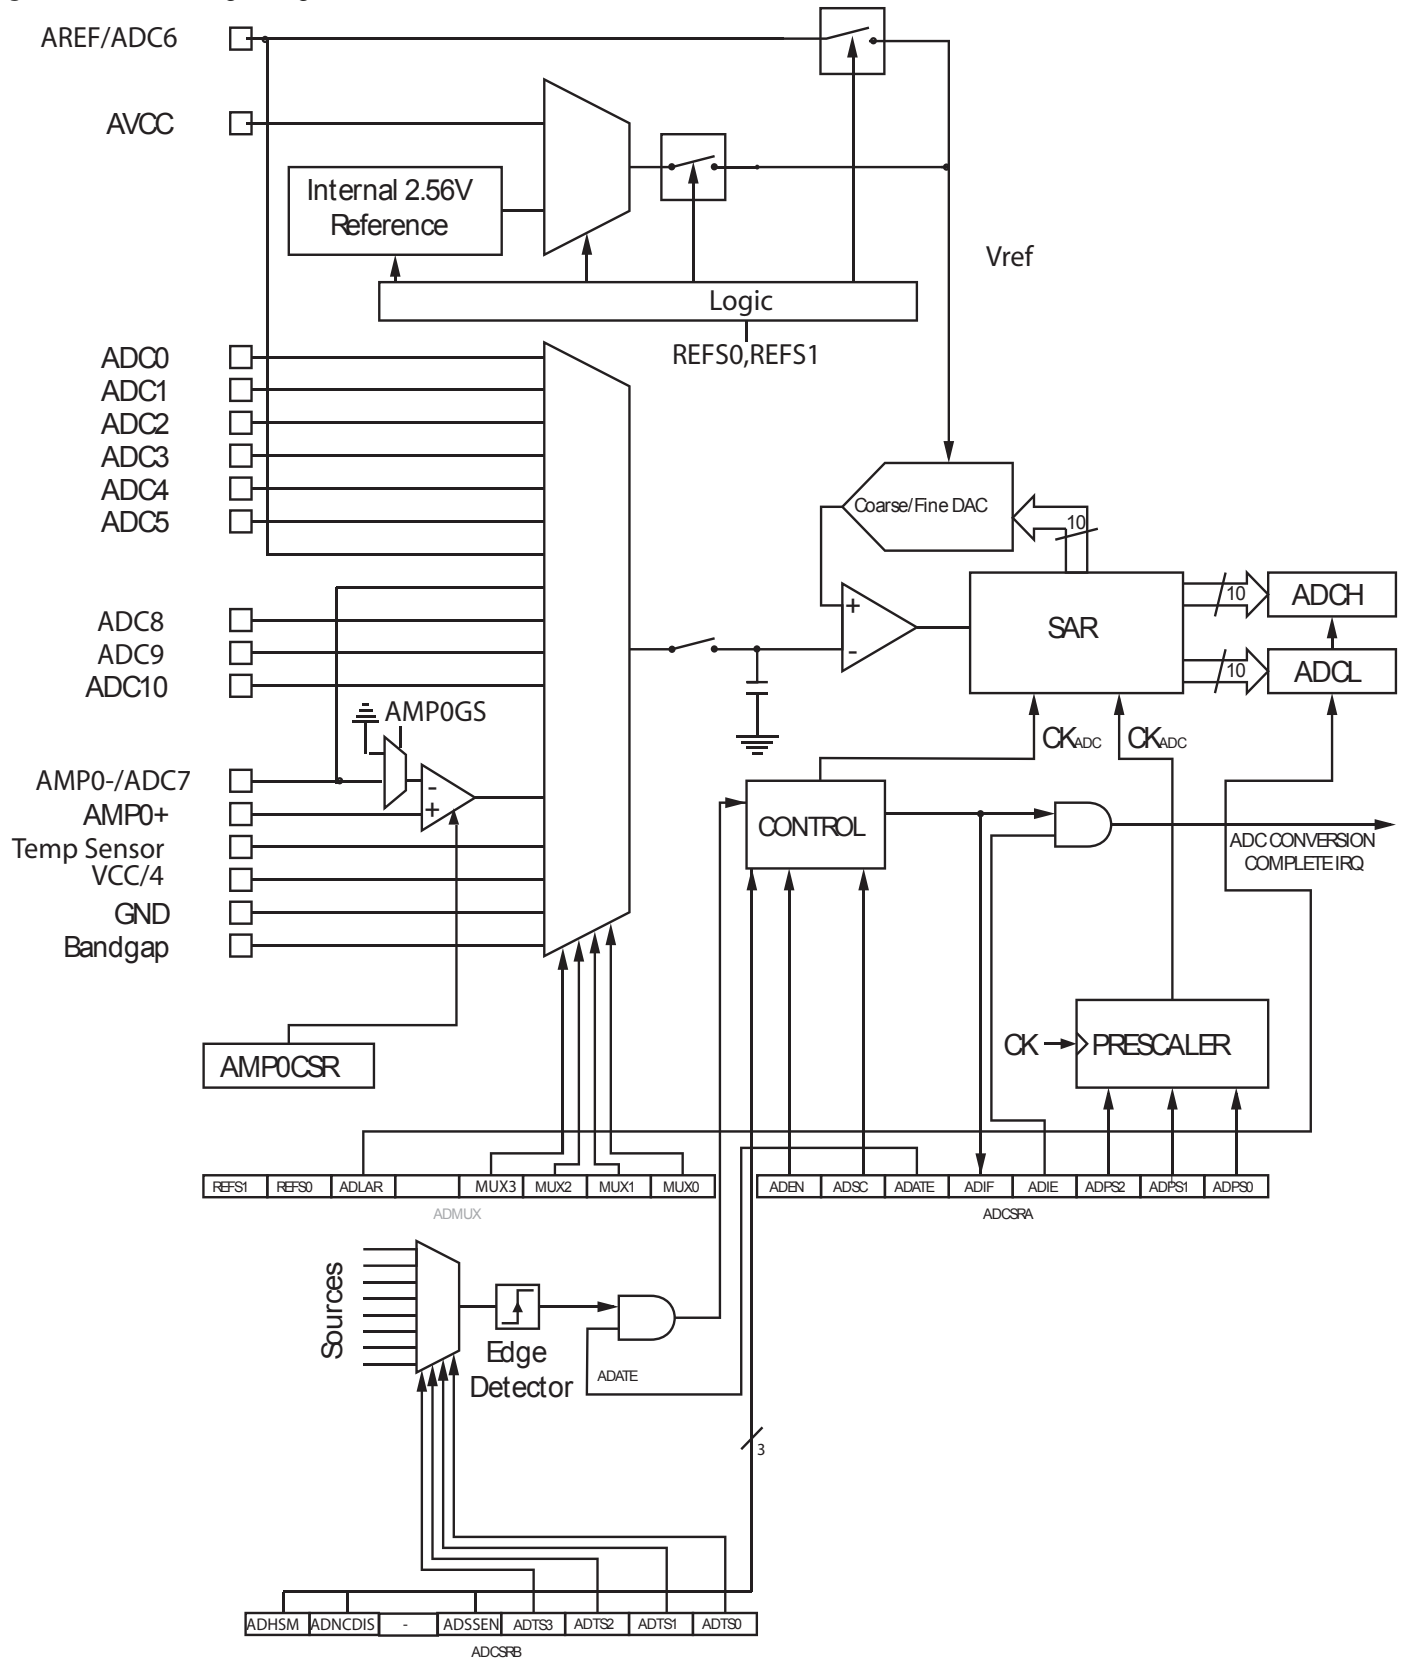 AREF/ADC6
AVCC
Internal 2.56V
Reference
Vref
Logic
REFS0,REFS1
ADC0
ADC1
ADC2
ADC3
ADC4
ADC5
Coarse/Fine DAC
10
ADC8
ADC9
ADC10
+
-
SAR
10
ADCH
10
ADCL
AMP0GS
CKADC
CKADC
AMP0-/ADC7
AMP0+
-
+
Temp Sensor
VCC/4
GND
Bandgap
CONTROL
ADC CONVERSION
COMPLETE IRQ
AMP0CSR
CK
PRESCALER
REFS1 REFS0 ADLAR MUX3 MUX2 MUX1 MUX0
ADMUX
ADEN ADSC ADATE ADIF ADIE ADPS2 ADPS1 ADPS0
ADCSRA
Sources
Edge
Detector
ADATE
3
ADHSM ADNCDIS - ADSSEN ADTS3 ADTS2 ADTS1 ADTS0
ADCSRB